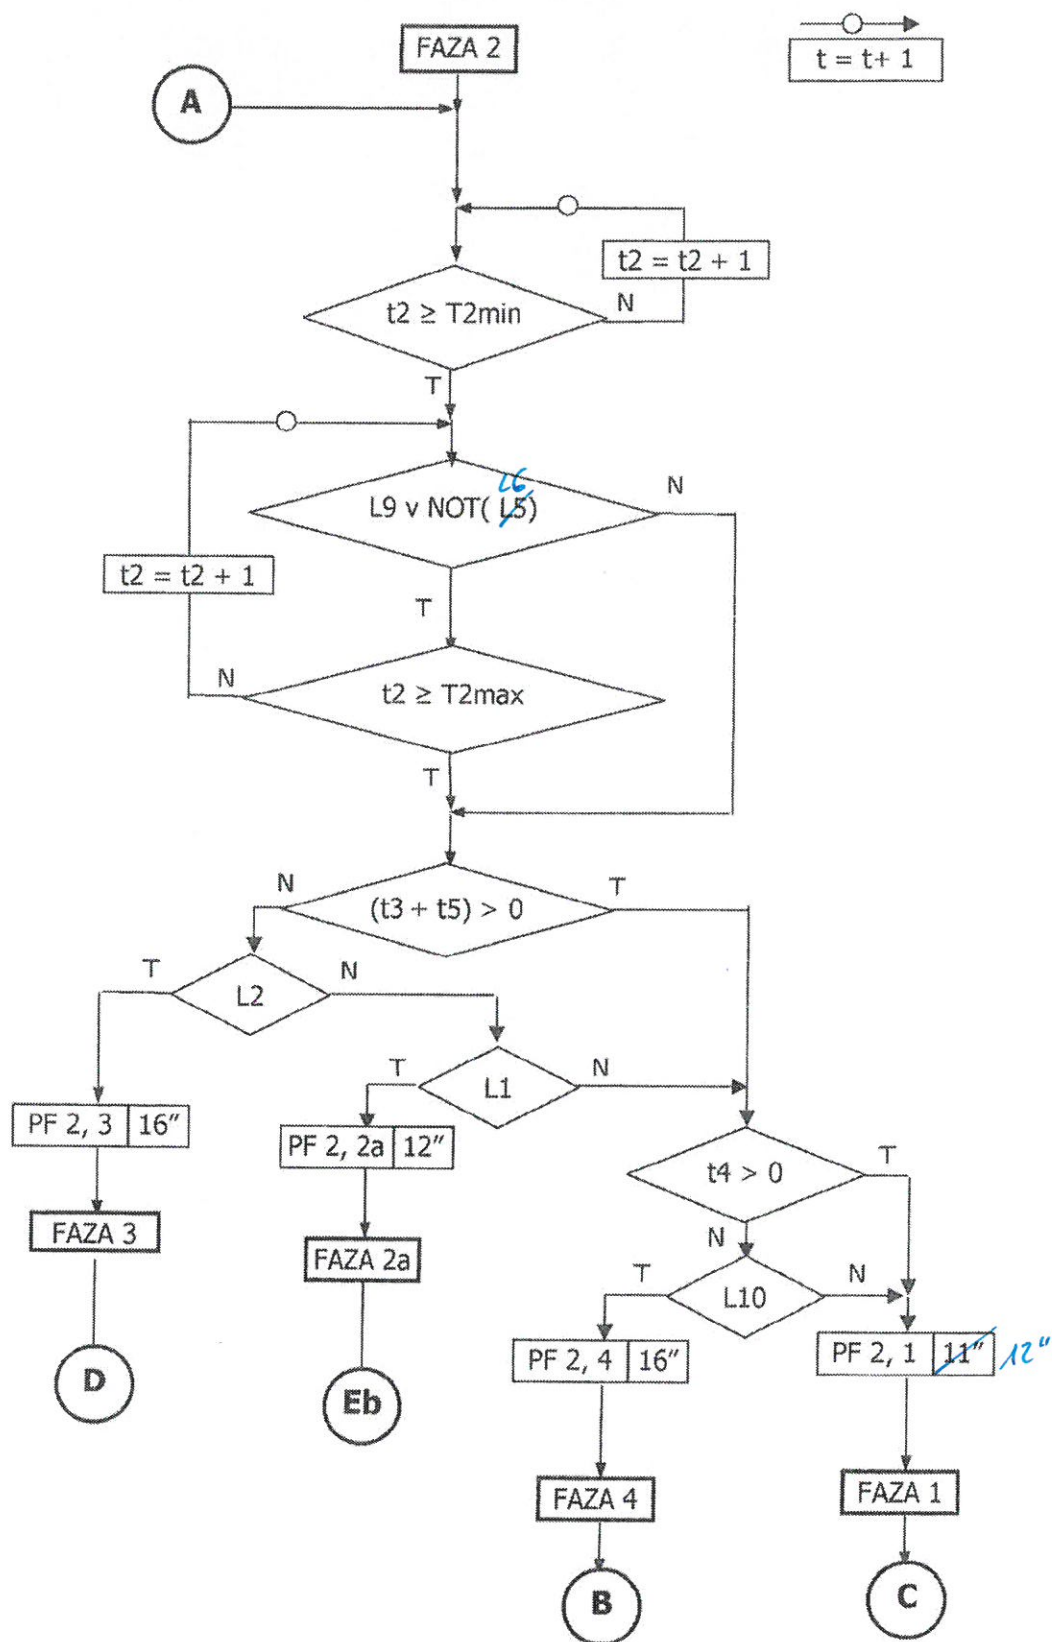 FAZA 2
t = t+ 1
A
t2 = t2 + 1
t2 ≥ T2min
N
T
L6
L9 v NOT( L5)
N
t2 = t2 + 1
T
N
t2 ≥ T2max
T
N
(t3 + t5) > 0
T
T
L2
N
T
L1
N
PF 2, 3 16″
PF 2, 2a 12″
t4 > 0
T
FAZA 3
N
FAZA 2a
T
L10
N
PF 2, 4 16″
PF 2, 1 11″ 12"
D
Eb
FAZA 4
FAZA 1
B
C